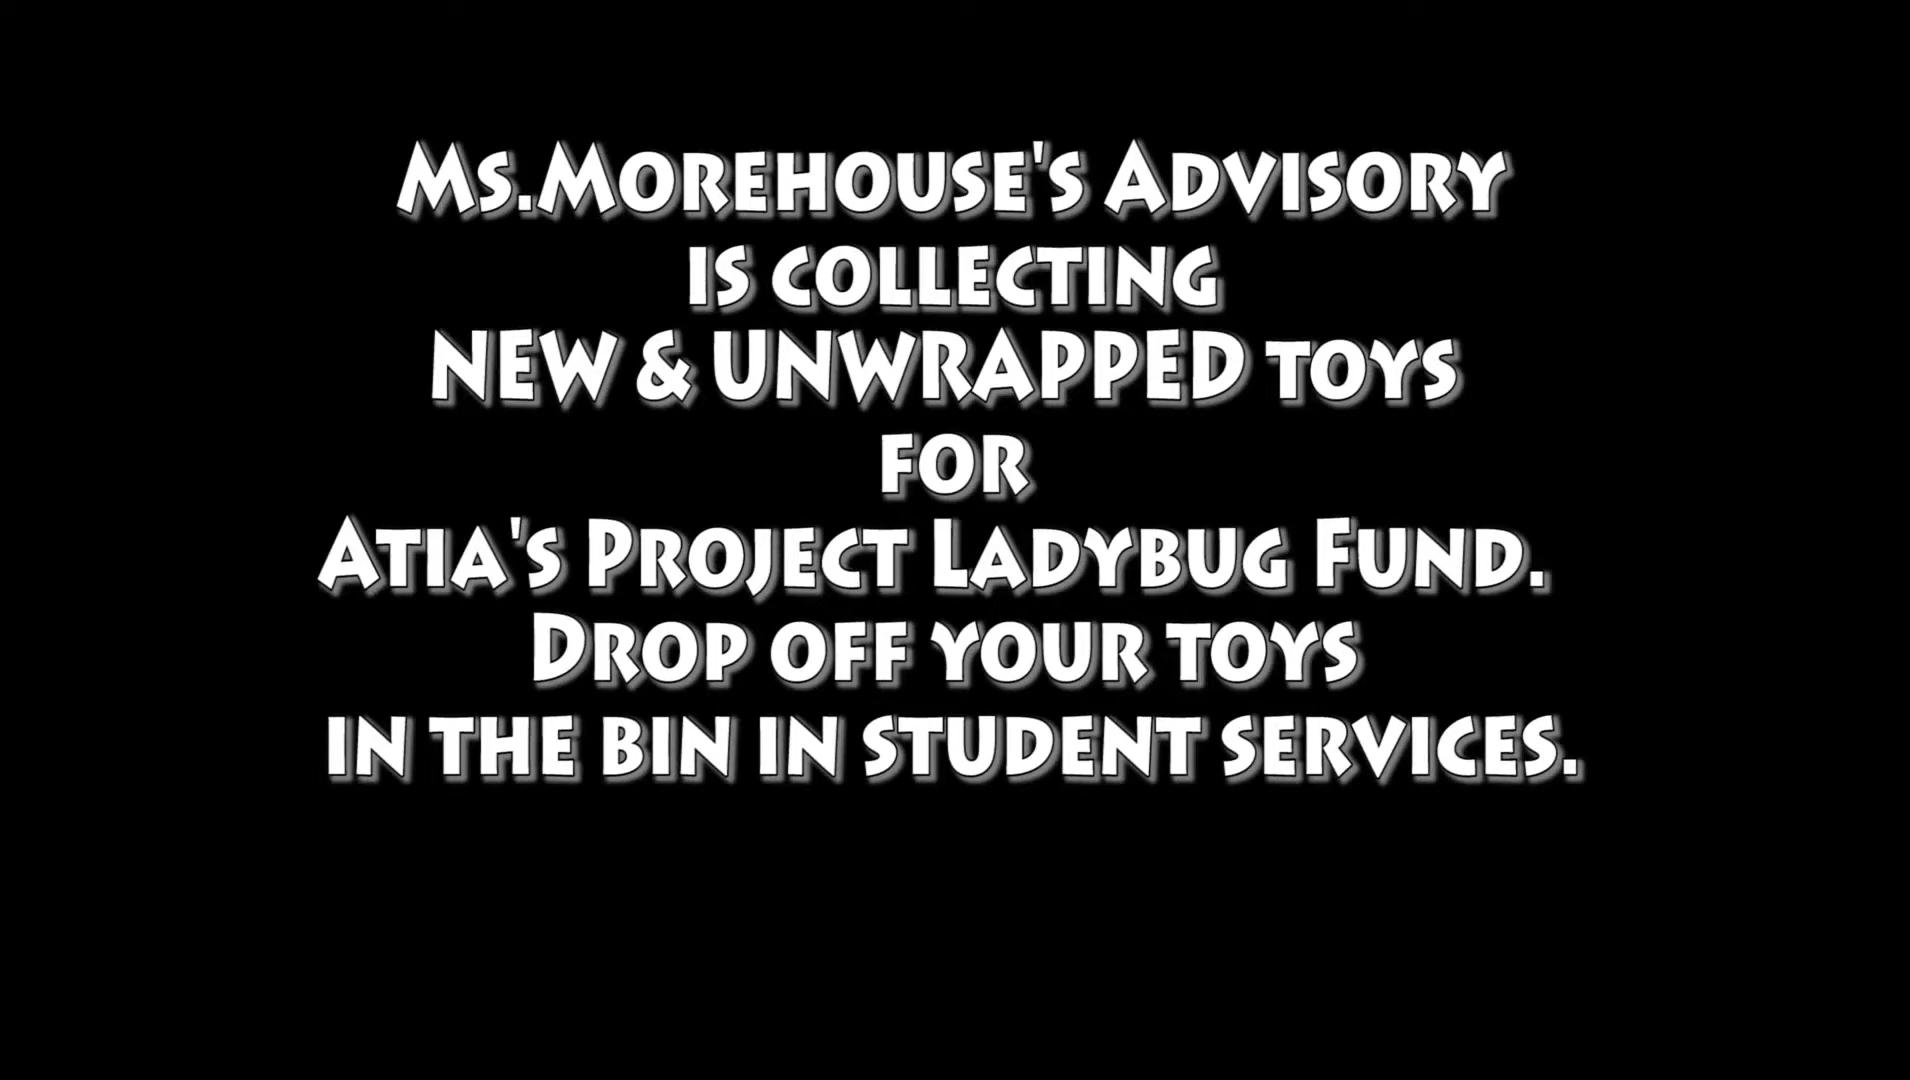 Ms.Morehouse's Advisory
is collecting
NEW & UNWRAPPED toys
for
Atia's Project Ladybug Fund.
Drop off your toys
in the bin in student services.